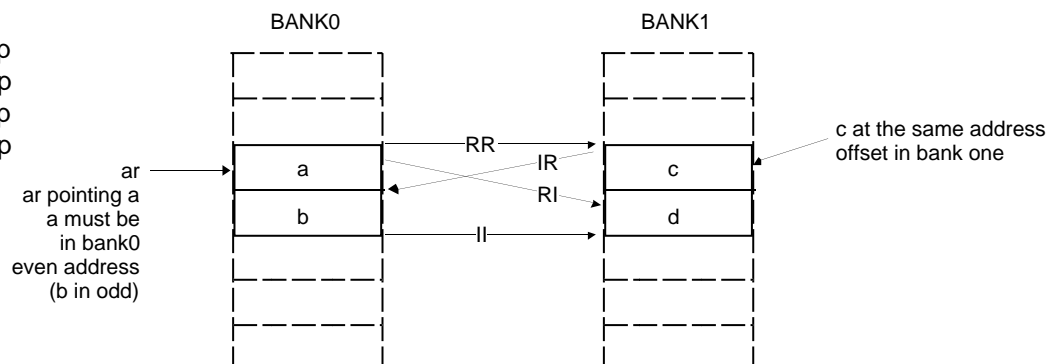 BANK0
BANK1
p
p
p
p
RR
IR
RI
II
a
b
c
d
ar
ar pointing a
a must be
in bank0
even address
(b in odd)
c at the same address
offset in bank one